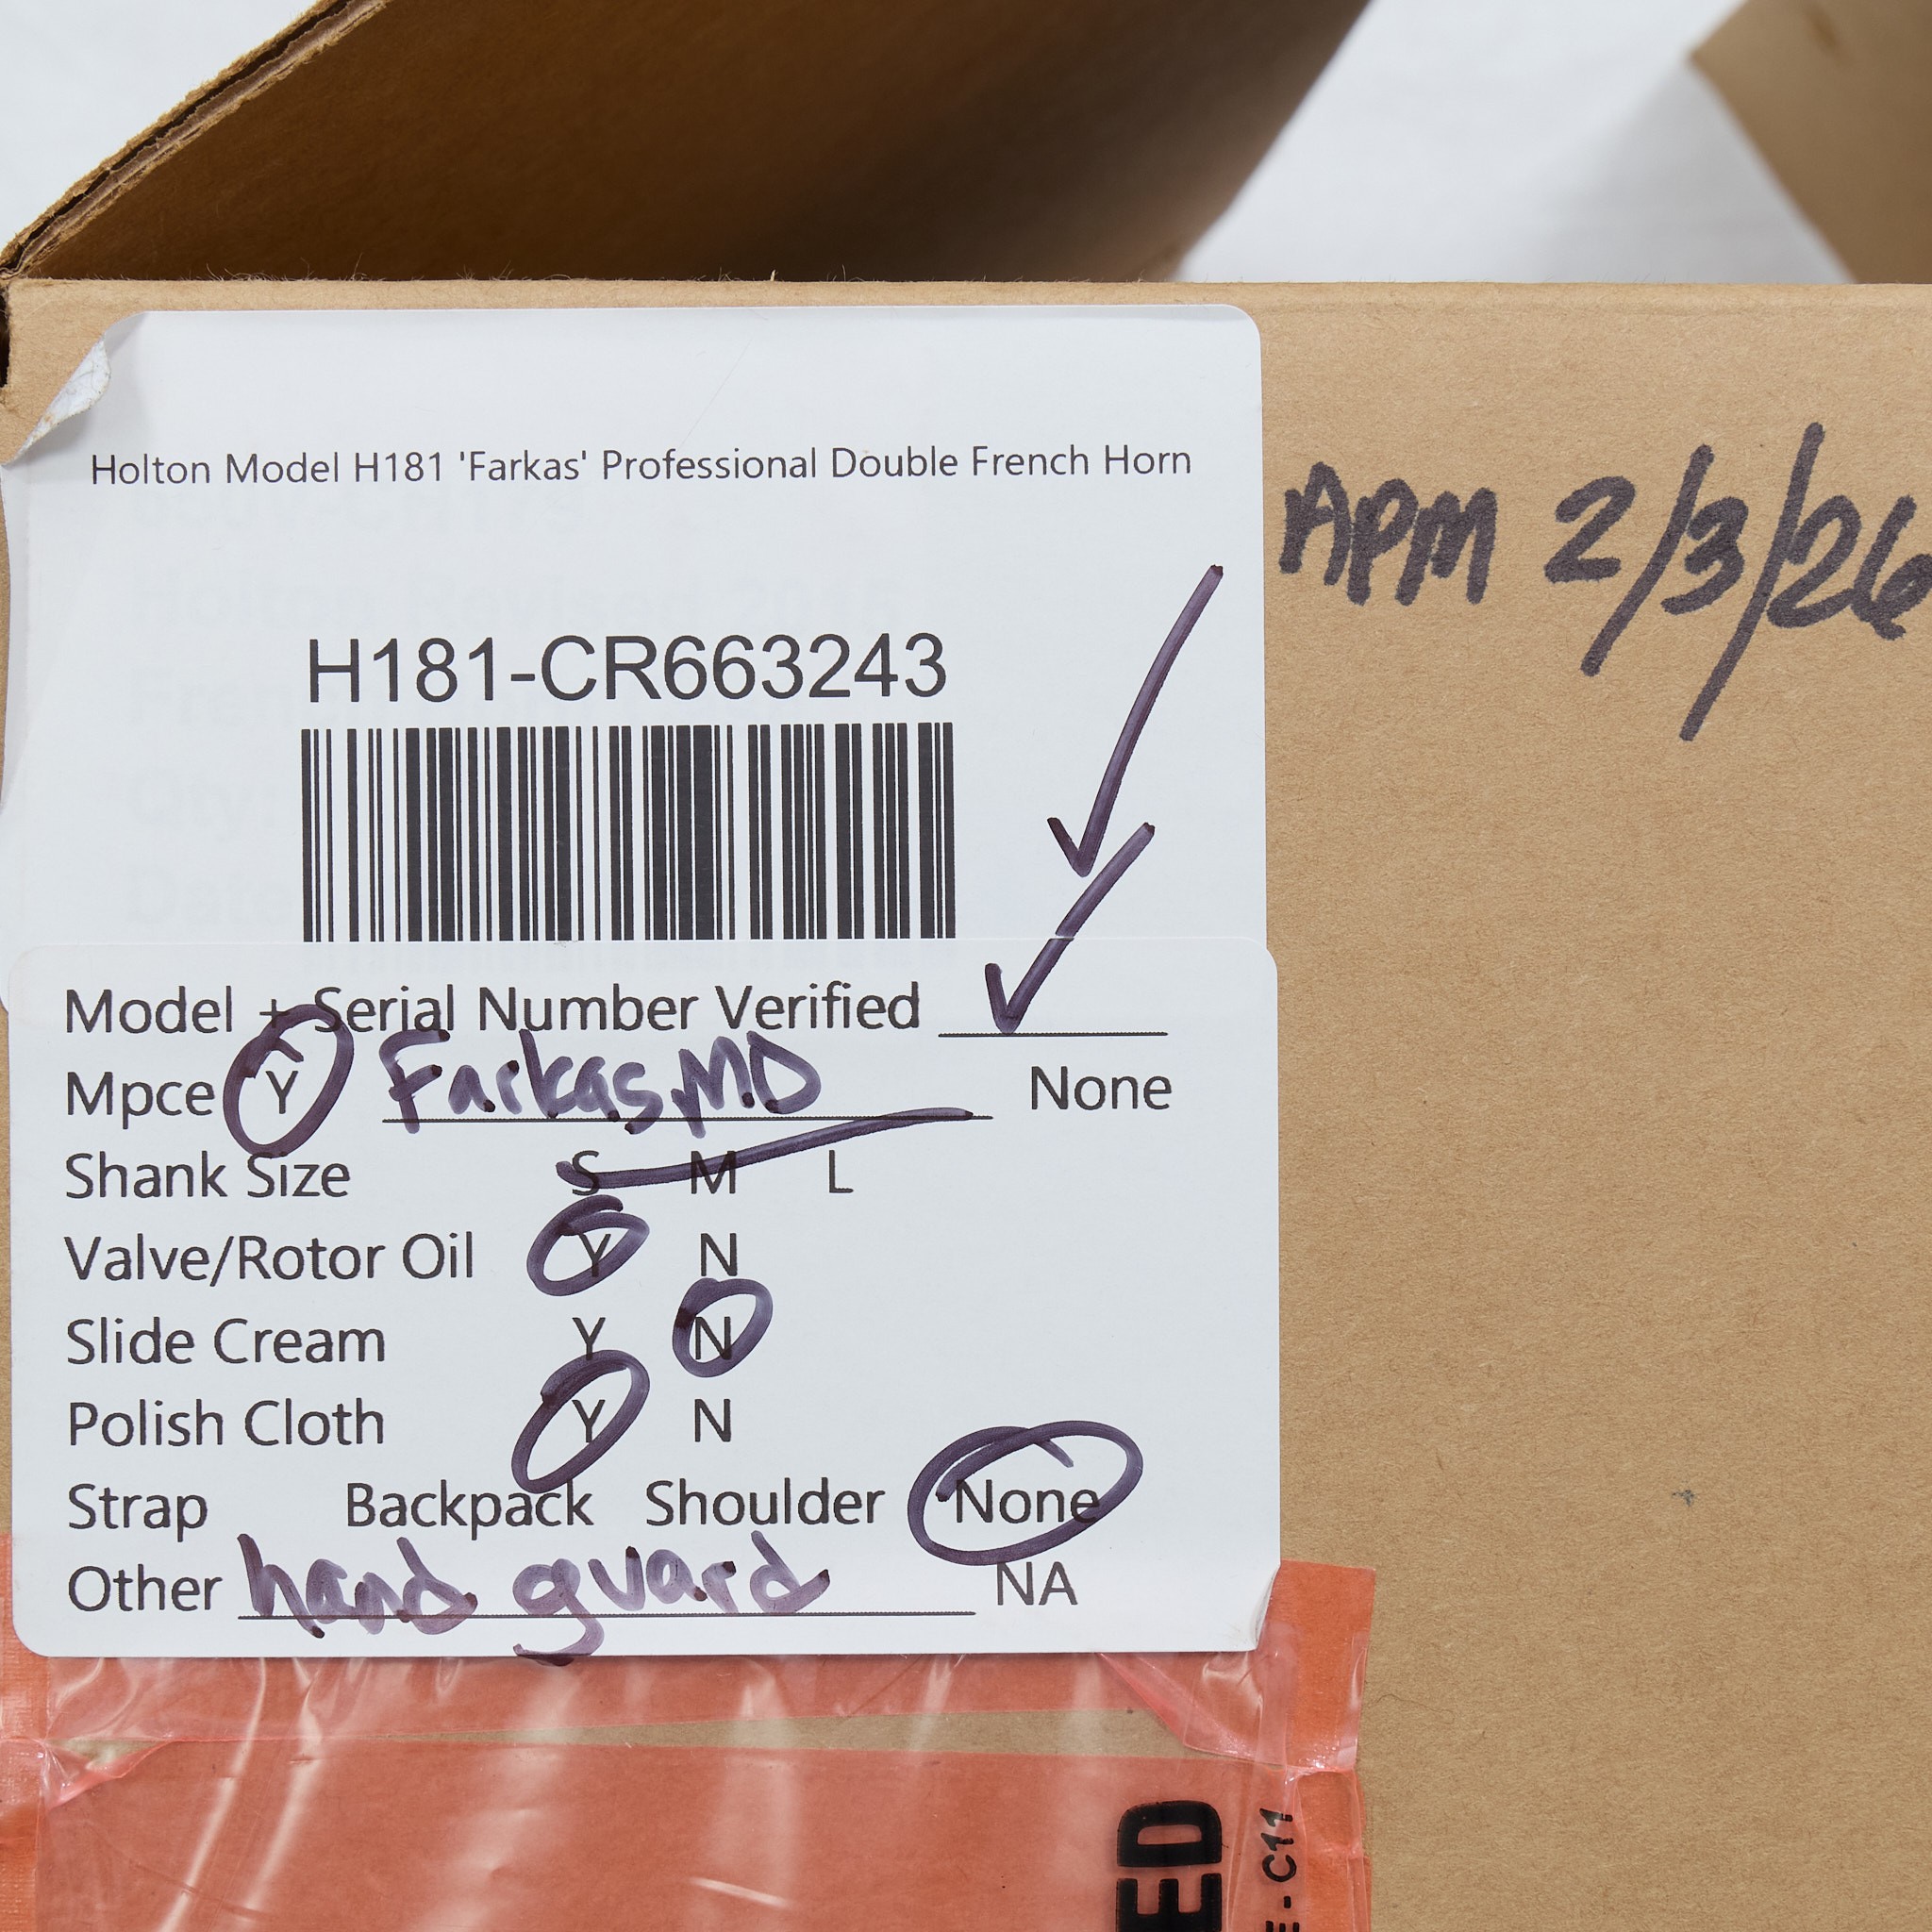 Holton Model H181 'Farkas' Professional Double French Horn
APM 2/3/26
H181-CR663243
Model + Serial Number Verified
Mpce Y Farkas, MD None
Shank Size S M L
Valve/Rotor Oil Y N
Slide Cream Y N
Polish Cloth Y N
Strap Backpack Shoulder None
Other hand guard NA
ED
E-C11